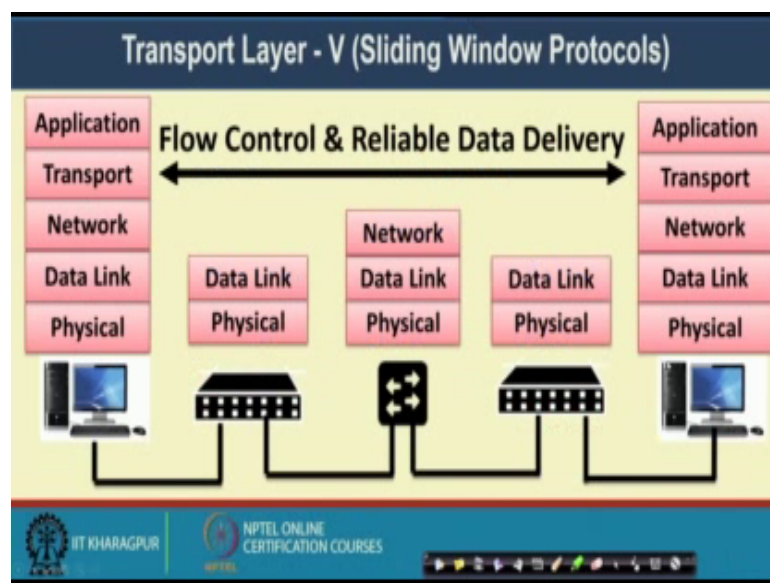 Transport Layer - V (Sliding Window Protocols)
Flow Control & Reliable Data Delivery
Application
Transport
Network
Data Link
Physical
Data Link
Physical
Network
Data Link
Physical
Data Link
Physical
Application
Transport
Network
Data Link
Physical
IIT KHARAGPUR
NPTEL
NPTEL ONLINE
CERTIFICATION COURSES